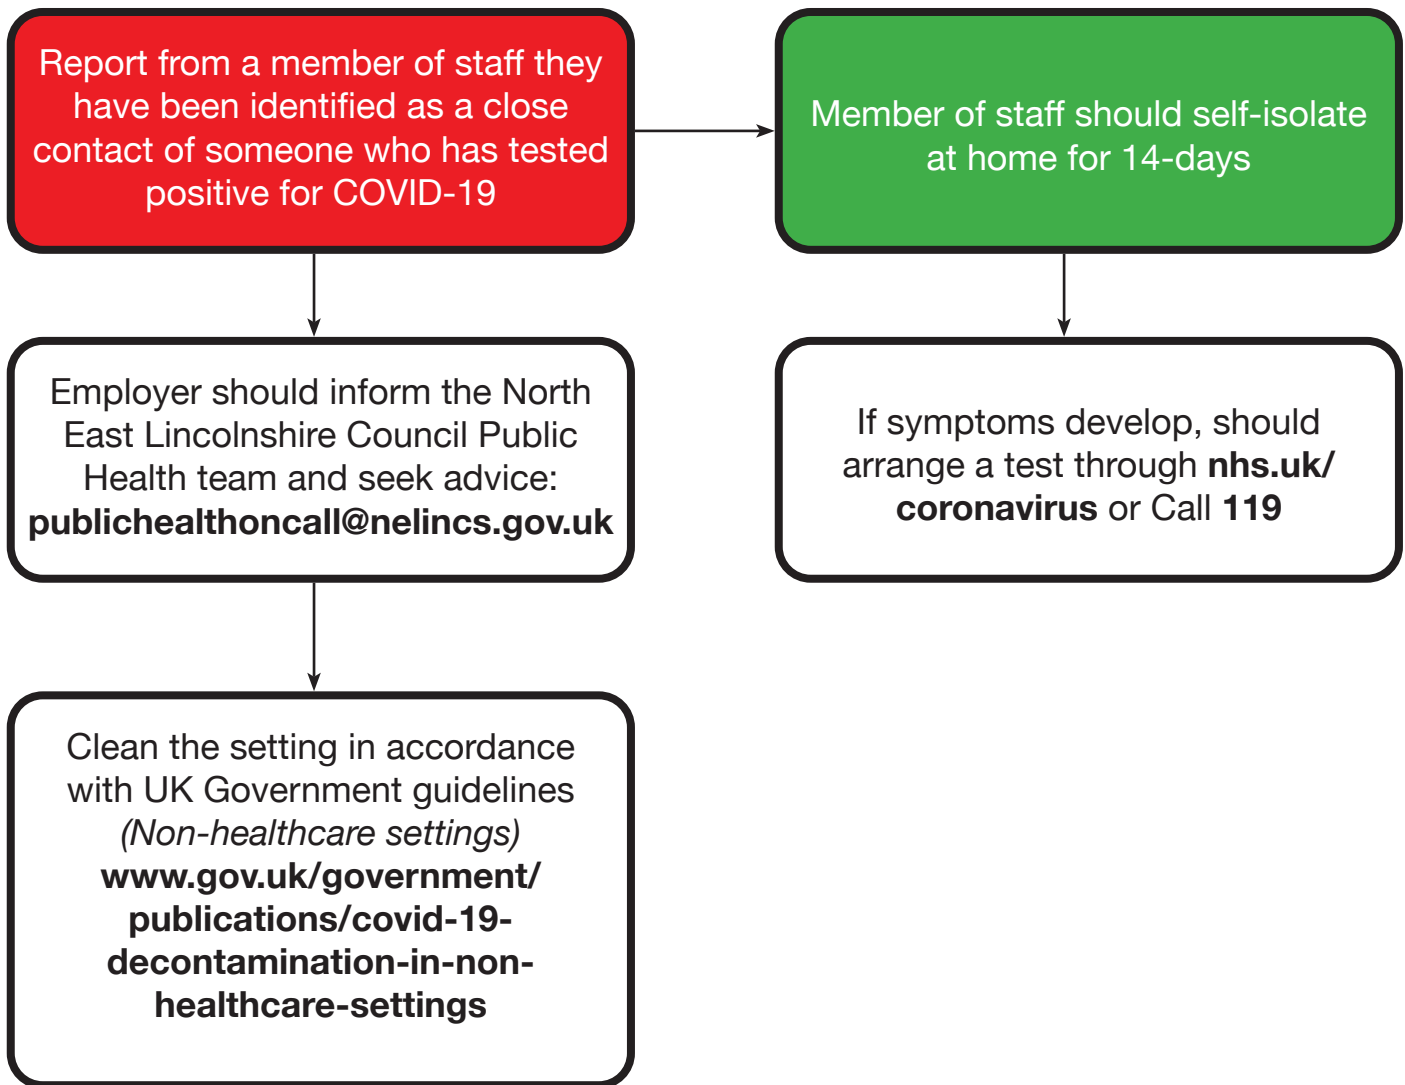 Report from a member of staff they
have been identified as a close
contact of someone who has tested
positive for COVID-19
Member of staff should self-isolate
at home for 14-days
Employer should inform the North
East Lincolnshire Council Public
Health team and seek advice:
publichealthoncall@nelincs.gov.uk
If symptoms develop, should
arrange a test through nhs.uk/
coronavirus or Call 119
Clean the setting in accordance
with UK Government guidelines
(Non-healthcare settings)
www.gov.uk/government/
publications/covid-19-
decontamination-in-non-
healthcare-settings